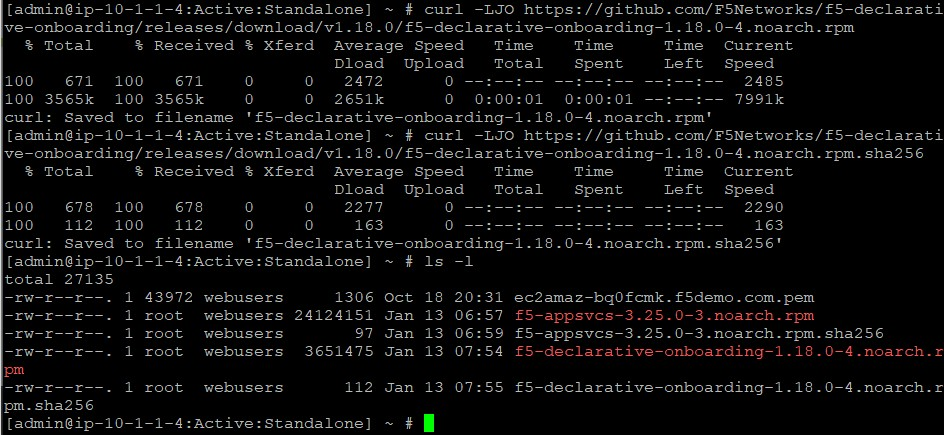 [admin@ip-10-1-1-4:Active:Standalone] ~ # curl -LJO https://github.com/F5Networks/f5-declarati
ve-onboarding/releases/download/v1.18.0/f5-declarative-onboarding-1.18.0-4.noarch.rpm
  % Total    % Received % Xferd  Average Speed   Time    Time     Time  Current
                                 Dload  Upload   Total   Spent    Left  Speed
100   671  100   671    0     0   2472      0 --:--:-- --:--:-- --:--:--  2485
100 3565k  100 3565k    0     0  2651k      0  0:00:01  0:00:01 --:--:-- 7991k
curl: Saved to filename 'f5-declarative-onboarding-1.18.0-4.noarch.rpm'
[admin@ip-10-1-1-4:Active:Standalone] ~ # curl -LJO https://github.com/F5Networks/f5-declarati
ve-onboarding/releases/download/v1.18.0/f5-declarative-onboarding-1.18.0-4.noarch.rpm.sha256
  % Total    % Received % Xferd  Average Speed   Time    Time     Time  Current
                                 Dload  Upload   Total   Spent    Left  Speed
100   678  100   678    0     0   2277      0 --:--:-- --:--:-- --:--:--  2290
100   112  100   112    0     0    163      0 --:--:-- --:--:-- --:--:--   163
curl: Saved to filename 'f5-declarative-onboarding-1.18.0-4.noarch.rpm.sha256'
[admin@ip-10-1-1-4:Active:Standalone] ~ # ls -l
total 27135
-rw-r--r--. 1 43972 webusers     1306 Oct 18 20:31 ec2amaz-bq0fcmk.f5demo.com.pem
-rw-r--r--. 1 root  webusers 24124151 Jan 13 06:57 f5-appsvcs-3.25.0-3.noarch.rpm
-rw-r--r--. 1 root  webusers       97 Jan 13 06:59 f5-appsvcs-3.25.0-3.noarch.rpm.sha256
-rw-r--r--. 1 root  webusers  3651475 Jan 13 07:54 f5-declarative-onboarding-1.18.0-4.noarch.r
pm
-rw-r--r--. 1 root  webusers      112 Jan 13 07:55 f5-declarative-onboarding-1.18.0-4.noarch.r
pm.sha256
[admin@ip-10-1-1-4:Active:Standalone] ~ #